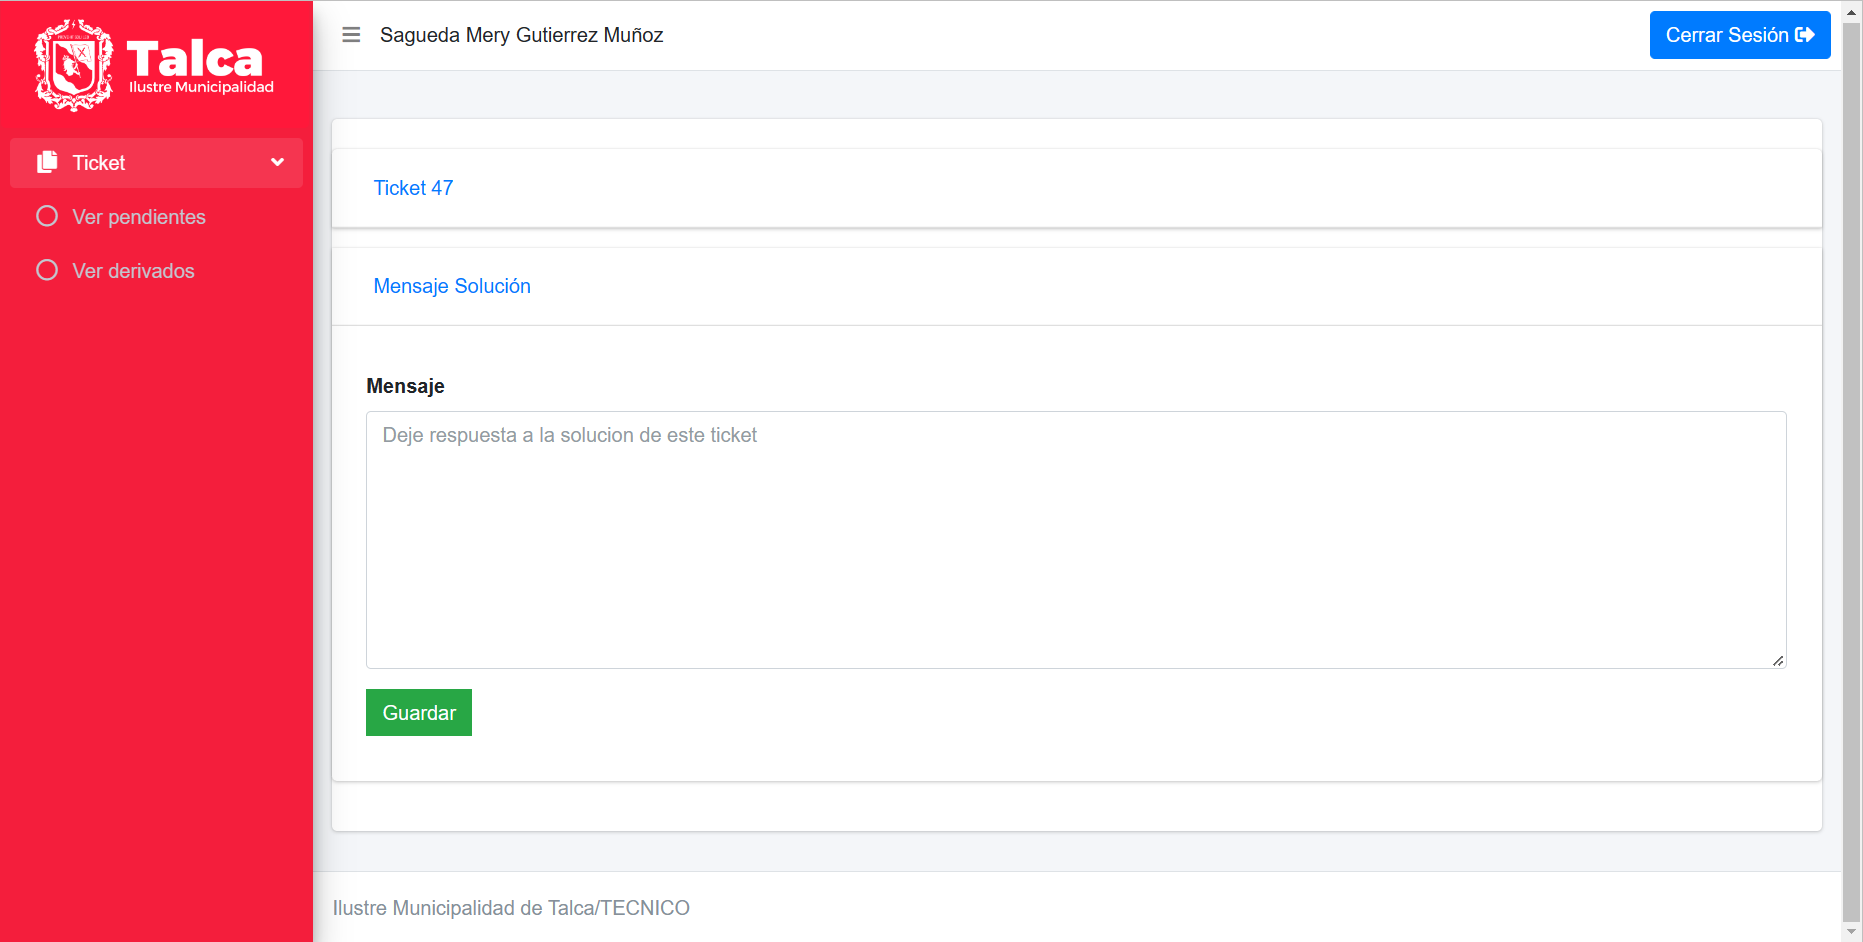 Talca
Ilustre Municipalidad
Sagueda Mery Gutierrez Muñoz
Cerrar Sesión
Ticket
Ver pendientes
Ver derivados
Ticket 47
Mensaje Solución
Mensaje
Deje respuesta a la solucion de este ticket
Guardar
Ilustre Municipalidad de Talca/TECNICO